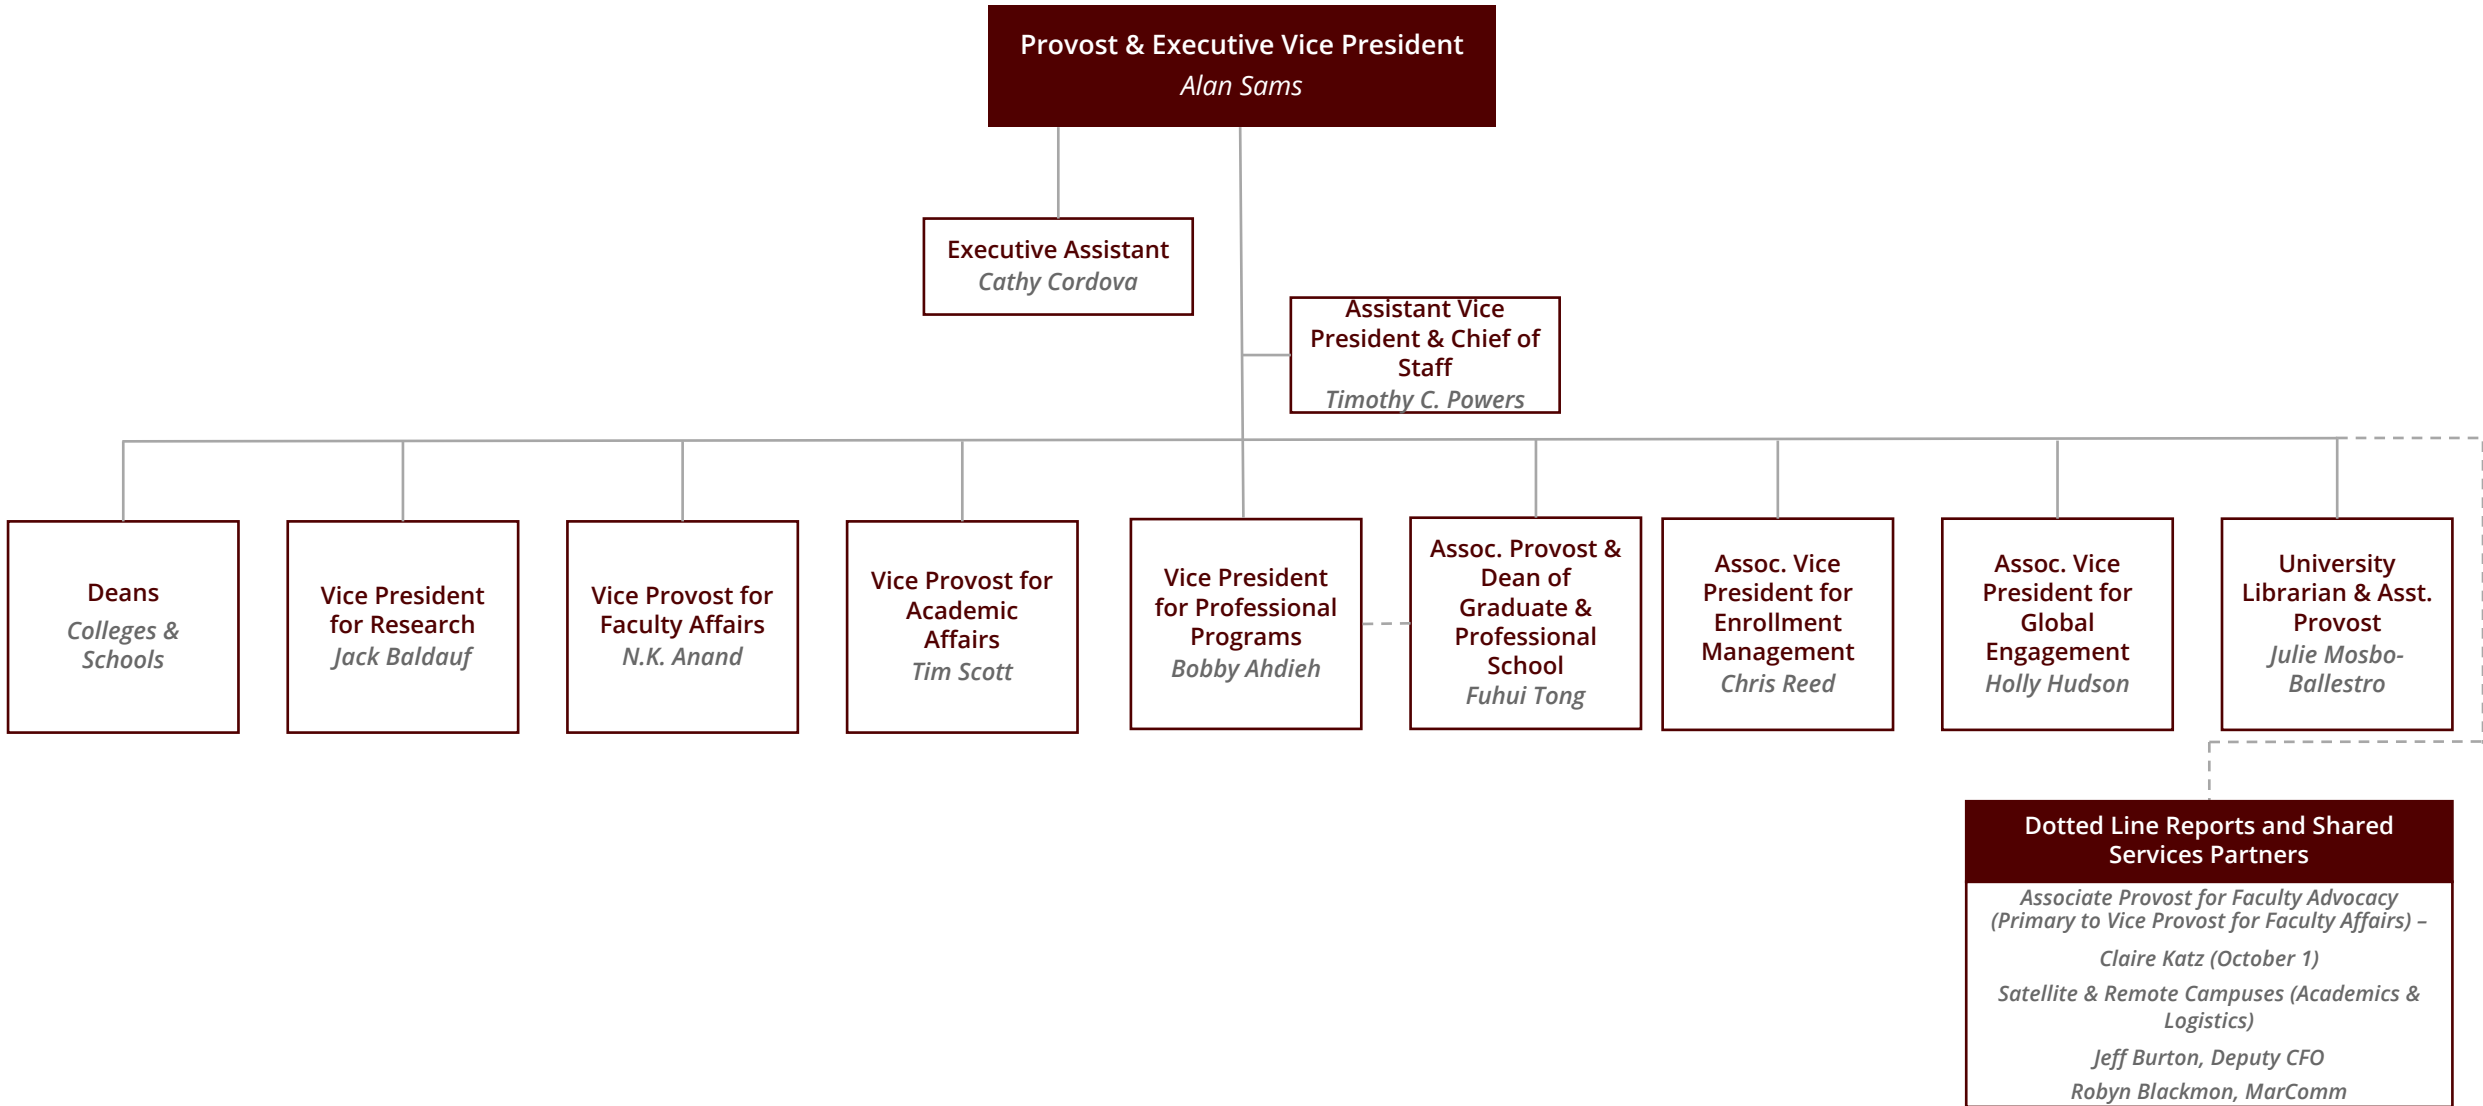 Provost & Executive Vice President
Alan Sams
Executive Assistant
Cathy Cordova
Assistant Vice
President & Chief of
Staff
Timothy C. Powers
Deans
Colleges &
Schools
Vice President
for Research
Jack Baldauf
Vice Provost for
Faculty Affairs
N.K. Anand
Vice Provost for
Academic
Affairs
Tim Scott
Vice President
for Professional
Programs
Bobby Ahdieh
Assoc. Provost &
Dean of
Graduate &
Professional
School
Fuhui Tong
Assoc. Vice
President for
Enrollment
Management
Chris Reed
Assoc. Vice
President for
Global
Engagement
Holly Hudson
University
Librarian & Asst.
Provost
Julie Mosbo-
Ballestro
Dotted Line Reports and Shared
Services Partners
Associate Provost for Faculty Advocacy
(Primary to Vice Provost for Faculty Affairs) –
Claire Katz (October 1)
Satellite & Remote Campuses (Academics &
Logistics)
Jeff Burton, Deputy CFO
Robyn Blackmon, MarComm